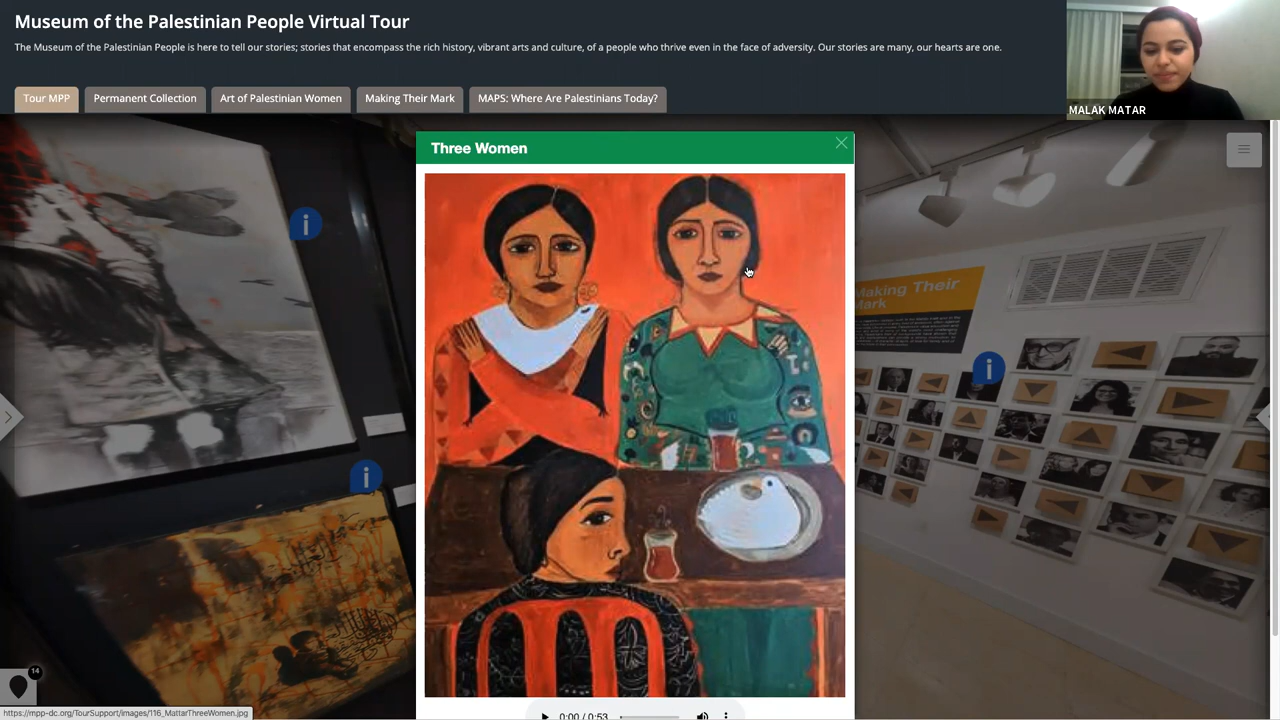 Museum of the Palestinian People Virtual Tour
The Museum of the Palestinian People is here to tell our stories; stories that encompass the rich history, vibrant arts and culture, of a people who thrive even in the face of adversity. Our stories are many, our hearts are one.
Tour MPP
Permanent Collection
Art of Palestinian Women
Making Their Mark
MAPS: Where Are Palestinians Today?
MALAK MATAR
Three Women
i
i
i
Making Their
Mark
14
https://mpp-dc.org/TourSupport/images/116_MattarThreeWomen.jpg
0:00 / 0:53